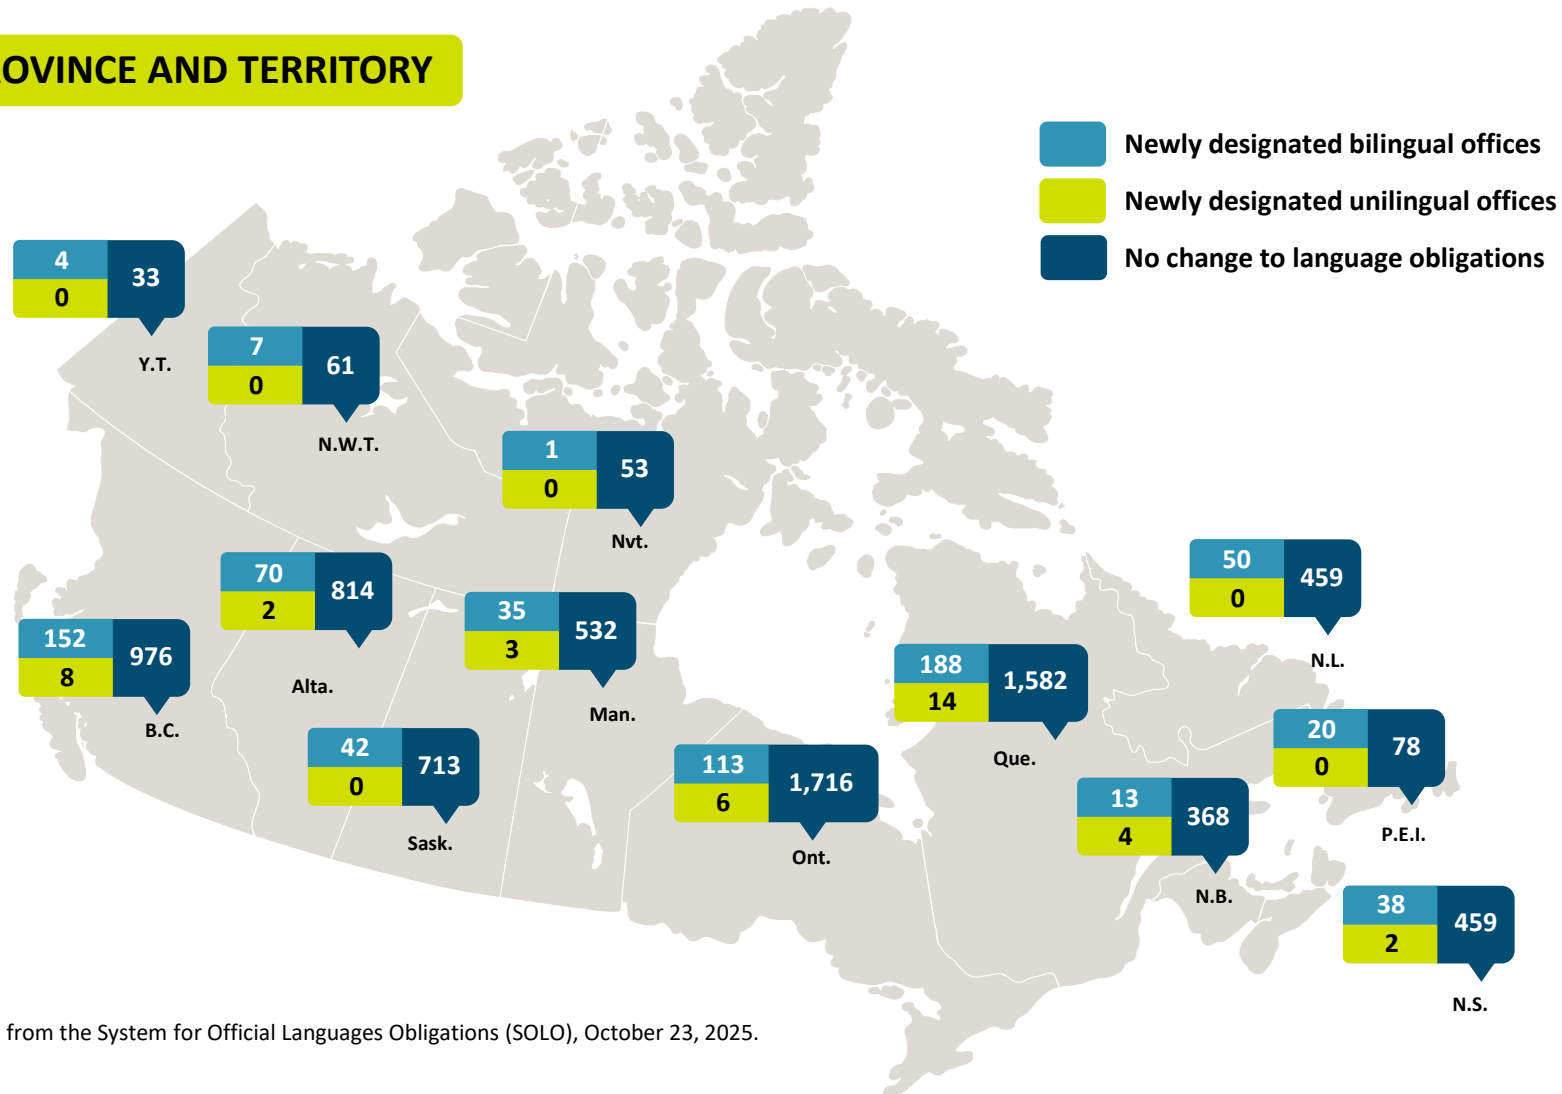 OVINCE AND TERRITORY
Newly designated bilingual offices
Newly designated unilingual offices
No change to language obligations
4
0
33
Y.T.
7
0
61
N.W.T.
1
0
53
Nvt.
70
2
814
Alta.
152
8
976
B.C.
35
3
532
Man.
42
0
713
Sask.
113
6
1,716
Ont.
188
14
1,582
Que.
50
0
459
N.L.
20
0
78
P.E.I.
13
4
368
N.B.
38
2
459
N.S.
from the System for Official Languages Obligations (SOLO), October 23, 2025.